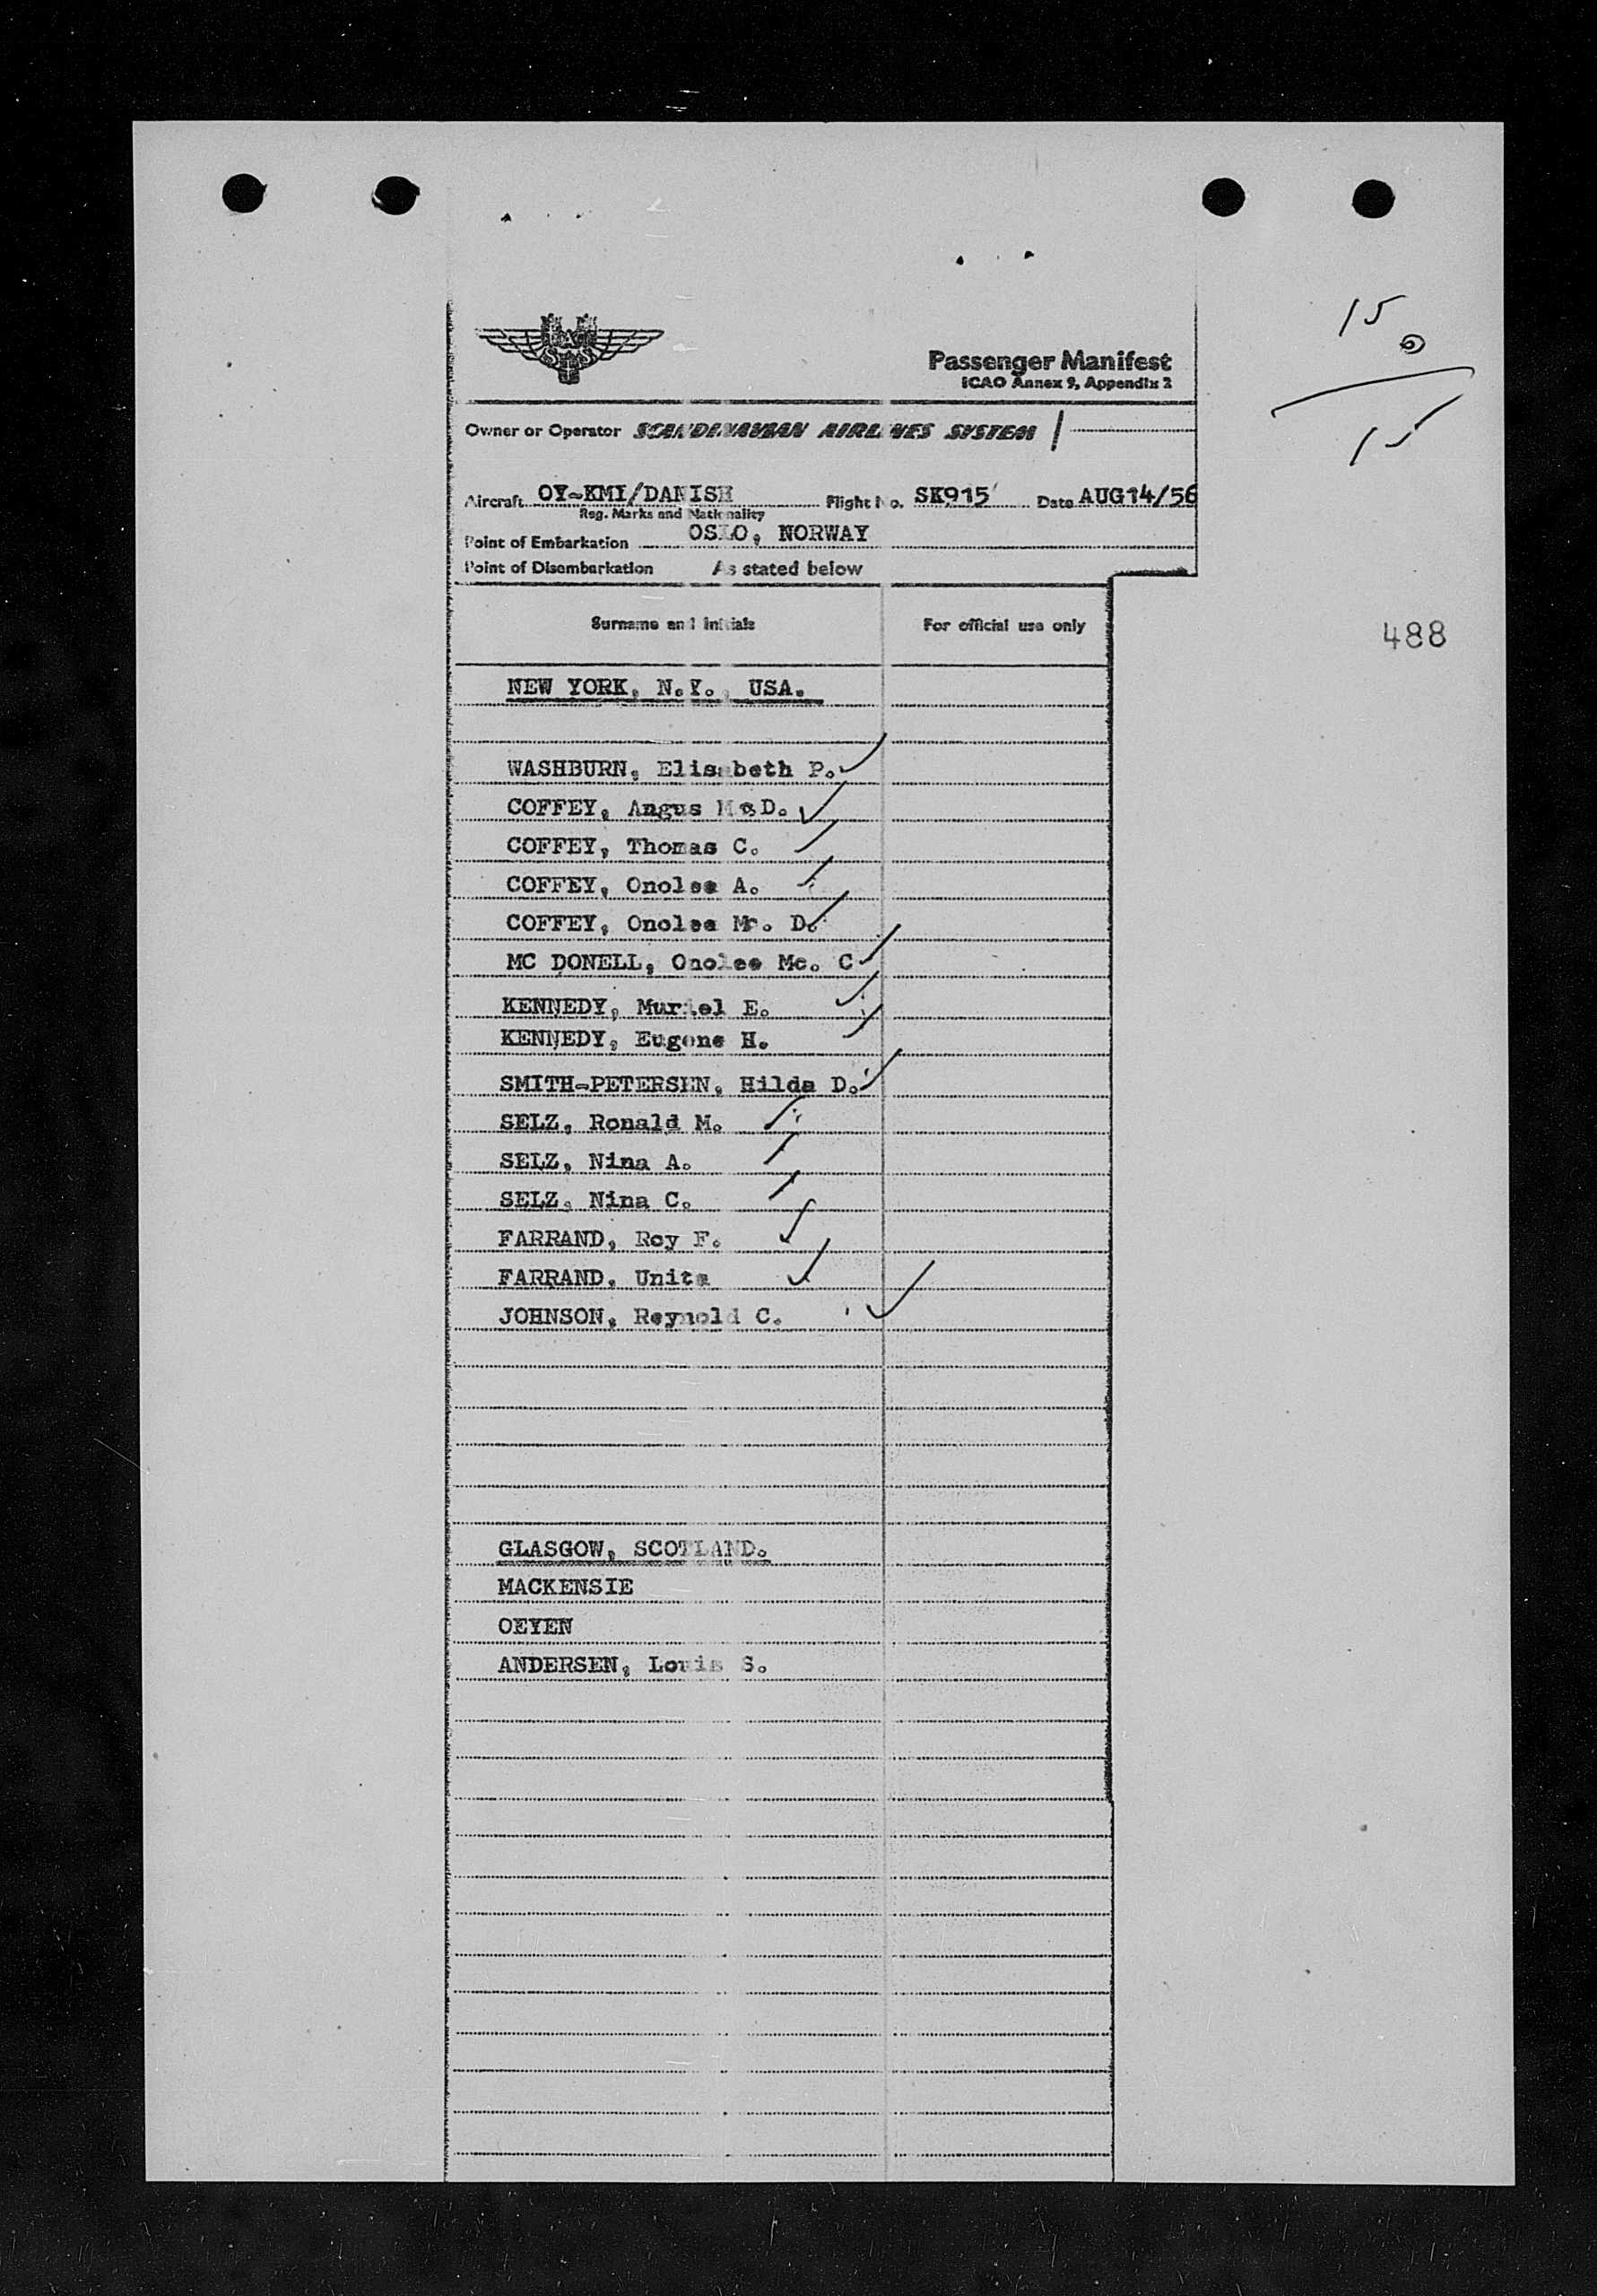 15
0
15
SAS
Passenger Manifest
ICAO Annex 9, Appendix 2
Owner or Operator SCANDINAVIAN AIRLINES SYSTEM
Aircraft OY-KMI/DANISH Flight No. SK915 Date AUG14/56
Reg. Marks and Nationality
Point of Embarkation OSLO, NORWAY
Point of Disembarkation As stated below
Surname and Initials For official use only
488
NEW YORK, N.Y., USA.
WASHBURN, Elisabeth P.
COFFEY, Angus D.
COFFEY, Thomas C.
COFFEY, Onolee A.
COFFEY, Onolee D.
MC DONELL, Onolee Mc. C
KENNEDY, Muriel E.
KENNEDY, Eugene H.
SMITH-PETERSEN, Hilda D.
SELZ, Ronald M.
SELZ, Nina A.
SELZ, Nina C.
FARRAND, Roy F.
FARRAND, Unita
JOHNSON, Reynold C.
GLASGOW, SCOTLAND.
MACKENSIE
OEYEN
ANDERSEN, Louis S.